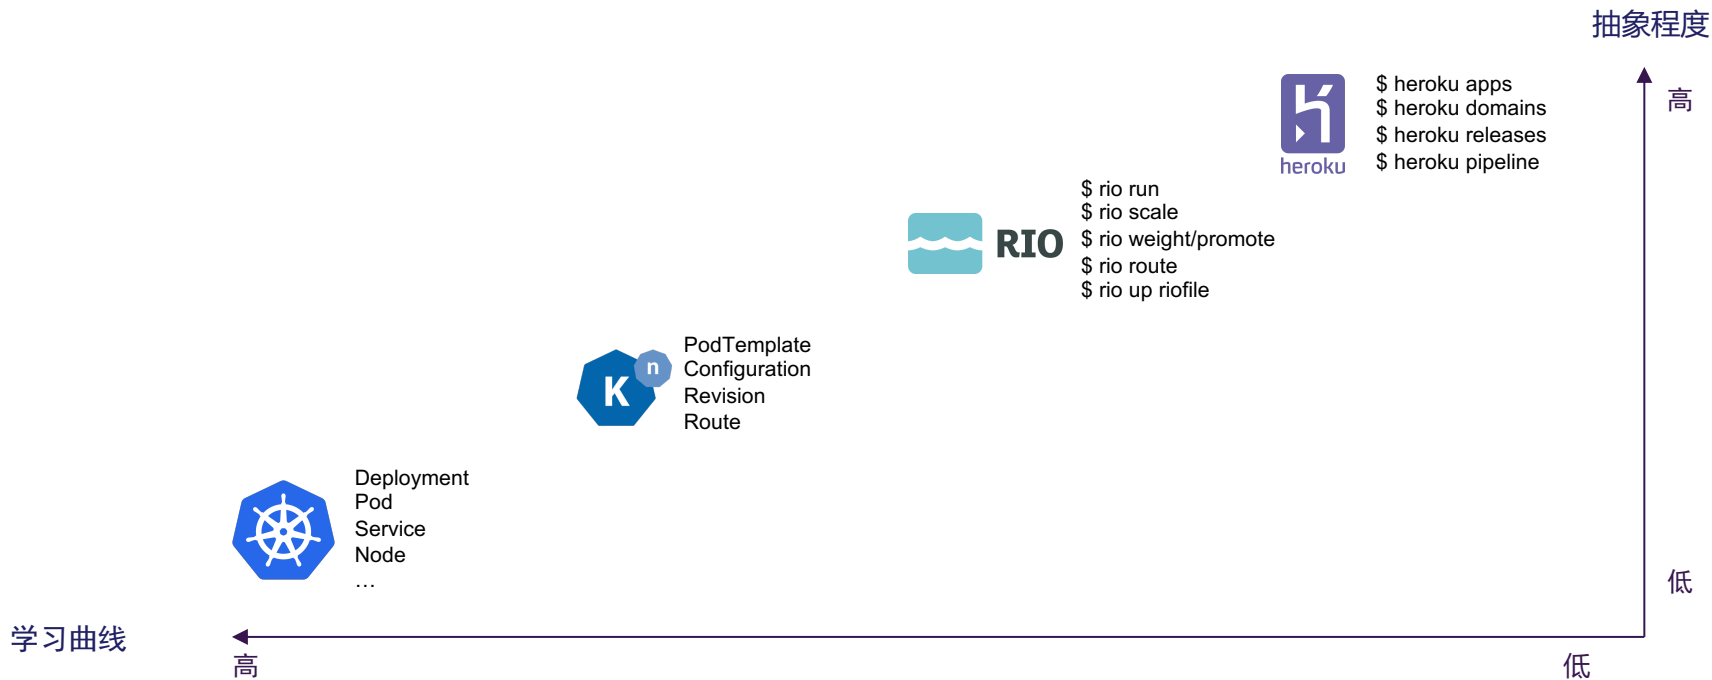 抽象程度
高
$ heroku apps
$ heroku domains
$ heroku releases
$ heroku pipeline
heroku
$ rio run
$ rio scale
$ rio weight/promote
$ rio route
$ rio up riofile
RIO
PodTemplate
Configuration
Revision
Route
K
n
Deployment
Pod
Service
Node
…
低
学习曲线
高
低